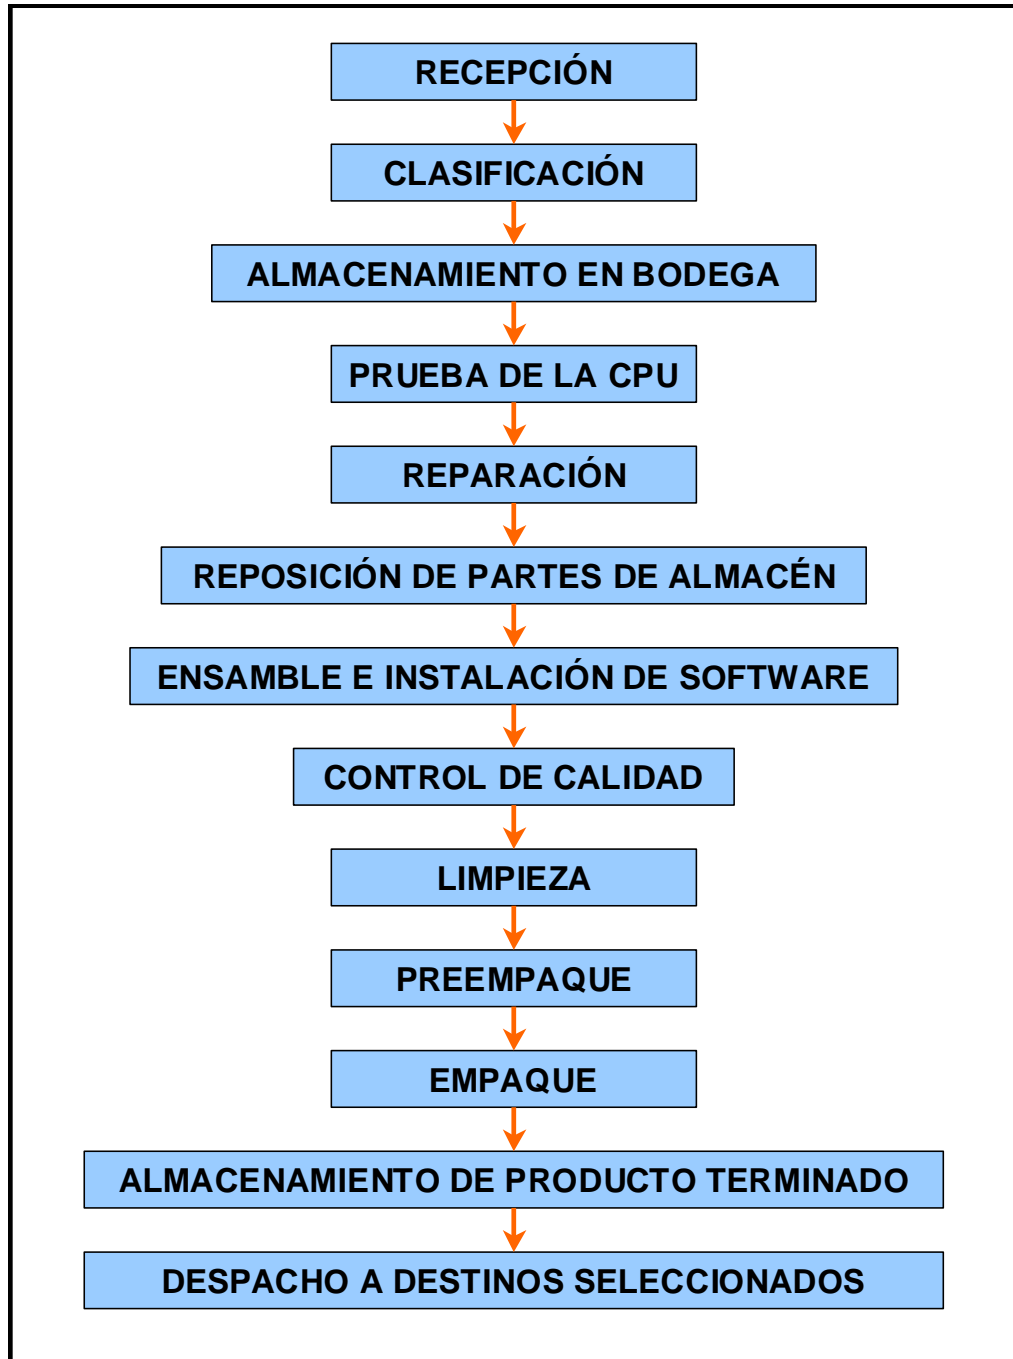 RECEPCIÓN
CLASIFICACIÓN
ALMACENAMIENTO EN BODEGA
PRUEBA DE LA CPU
REPARACIÓN
REPOSICIÓN DE PARTES DE ALMACÉN
ENSAMBLE E INSTALACIÓN DE SOFTWARE
CONTROL DE CALIDAD
LIMPIEZA
PREEMPAQUE
EMPAQUE
ALMACENAMIENTO DE PRODUCTO TERMINADO
DESPACHO A DESTINOS SELECCIONADOS